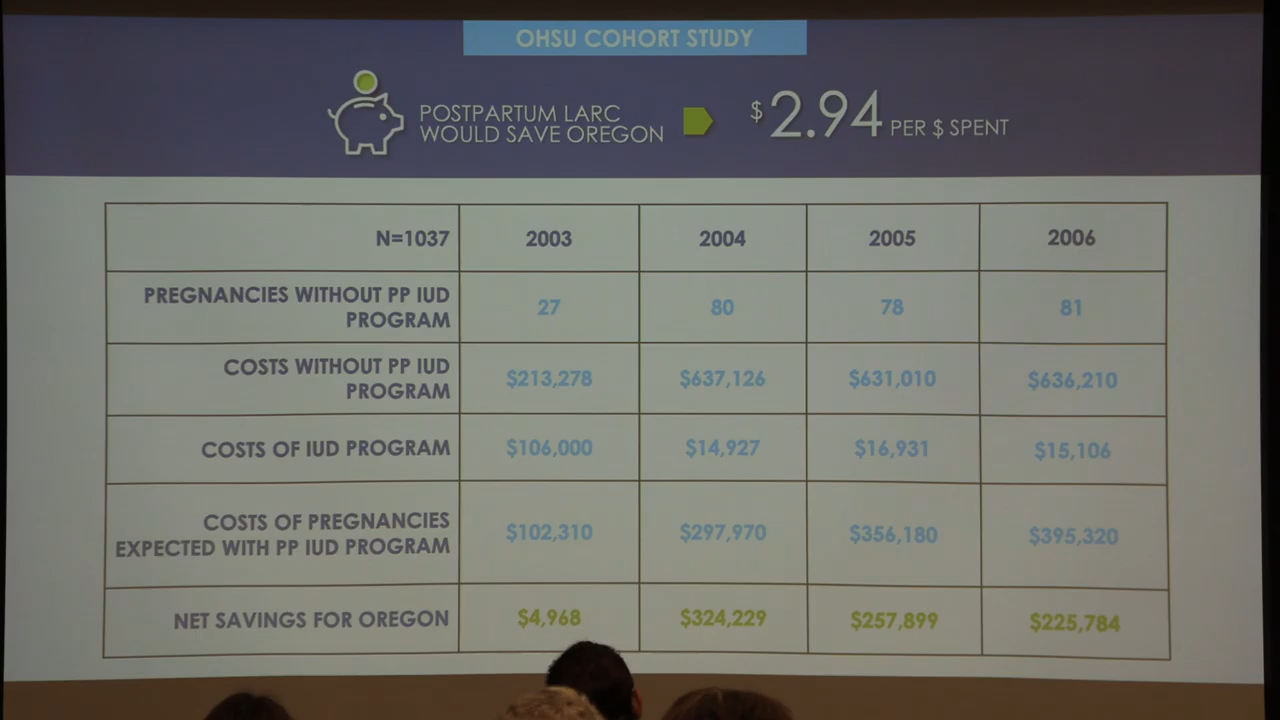 OHSU COHORT STUDY
POSTPARTUM LARC
WOULD SAVE OREGON
$2.94 PER $ SPENT
N=1037 2003 2004 2005 2006
PREGNANCIES WITHOUT PP IUD
PROGRAM 27 80 78 81
COSTS WITHOUT PP IUD
PROGRAM $213,278 $637,126 $631,010 $636,210
COSTS OF IUD PROGRAM $106,000 $14,927 $16,931 $15,106
COSTS OF PREGNANCIES
EXPECTED WITH PP IUD PROGRAM $102,310 $297,970 $356,180 $395,320
NET SAVINGS FOR OREGON $4,968 $324,229 $257,899 $225,784